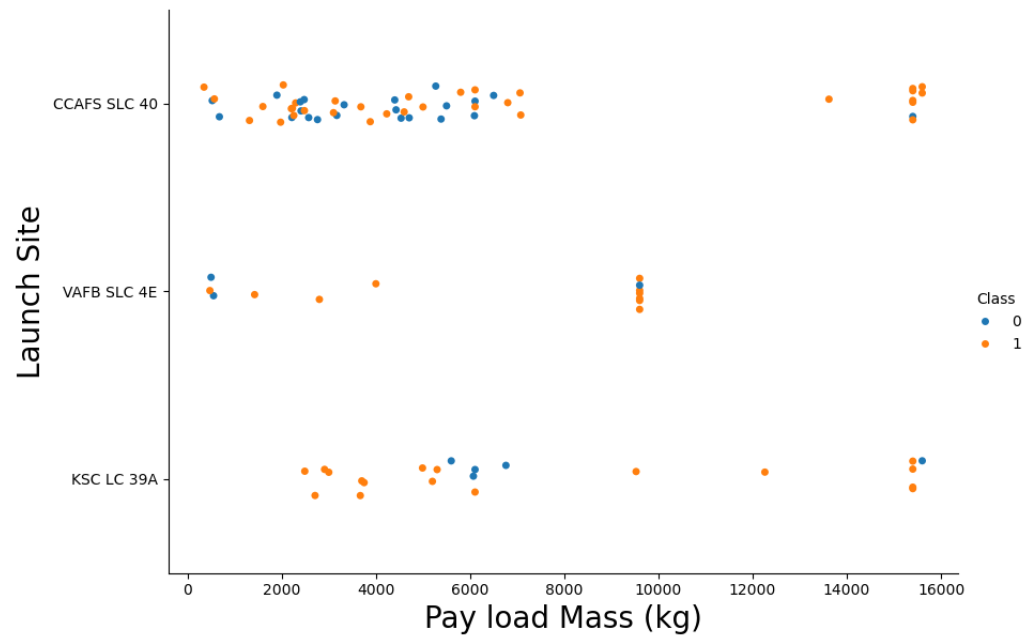 CCAFS SLC 40
VAFB SLC 4E
KSC LC 39A
Launch Site
0 2000 4000 6000 8000 10000 12000 14000 16000
Pay load Mass (kg)
Class
0
1